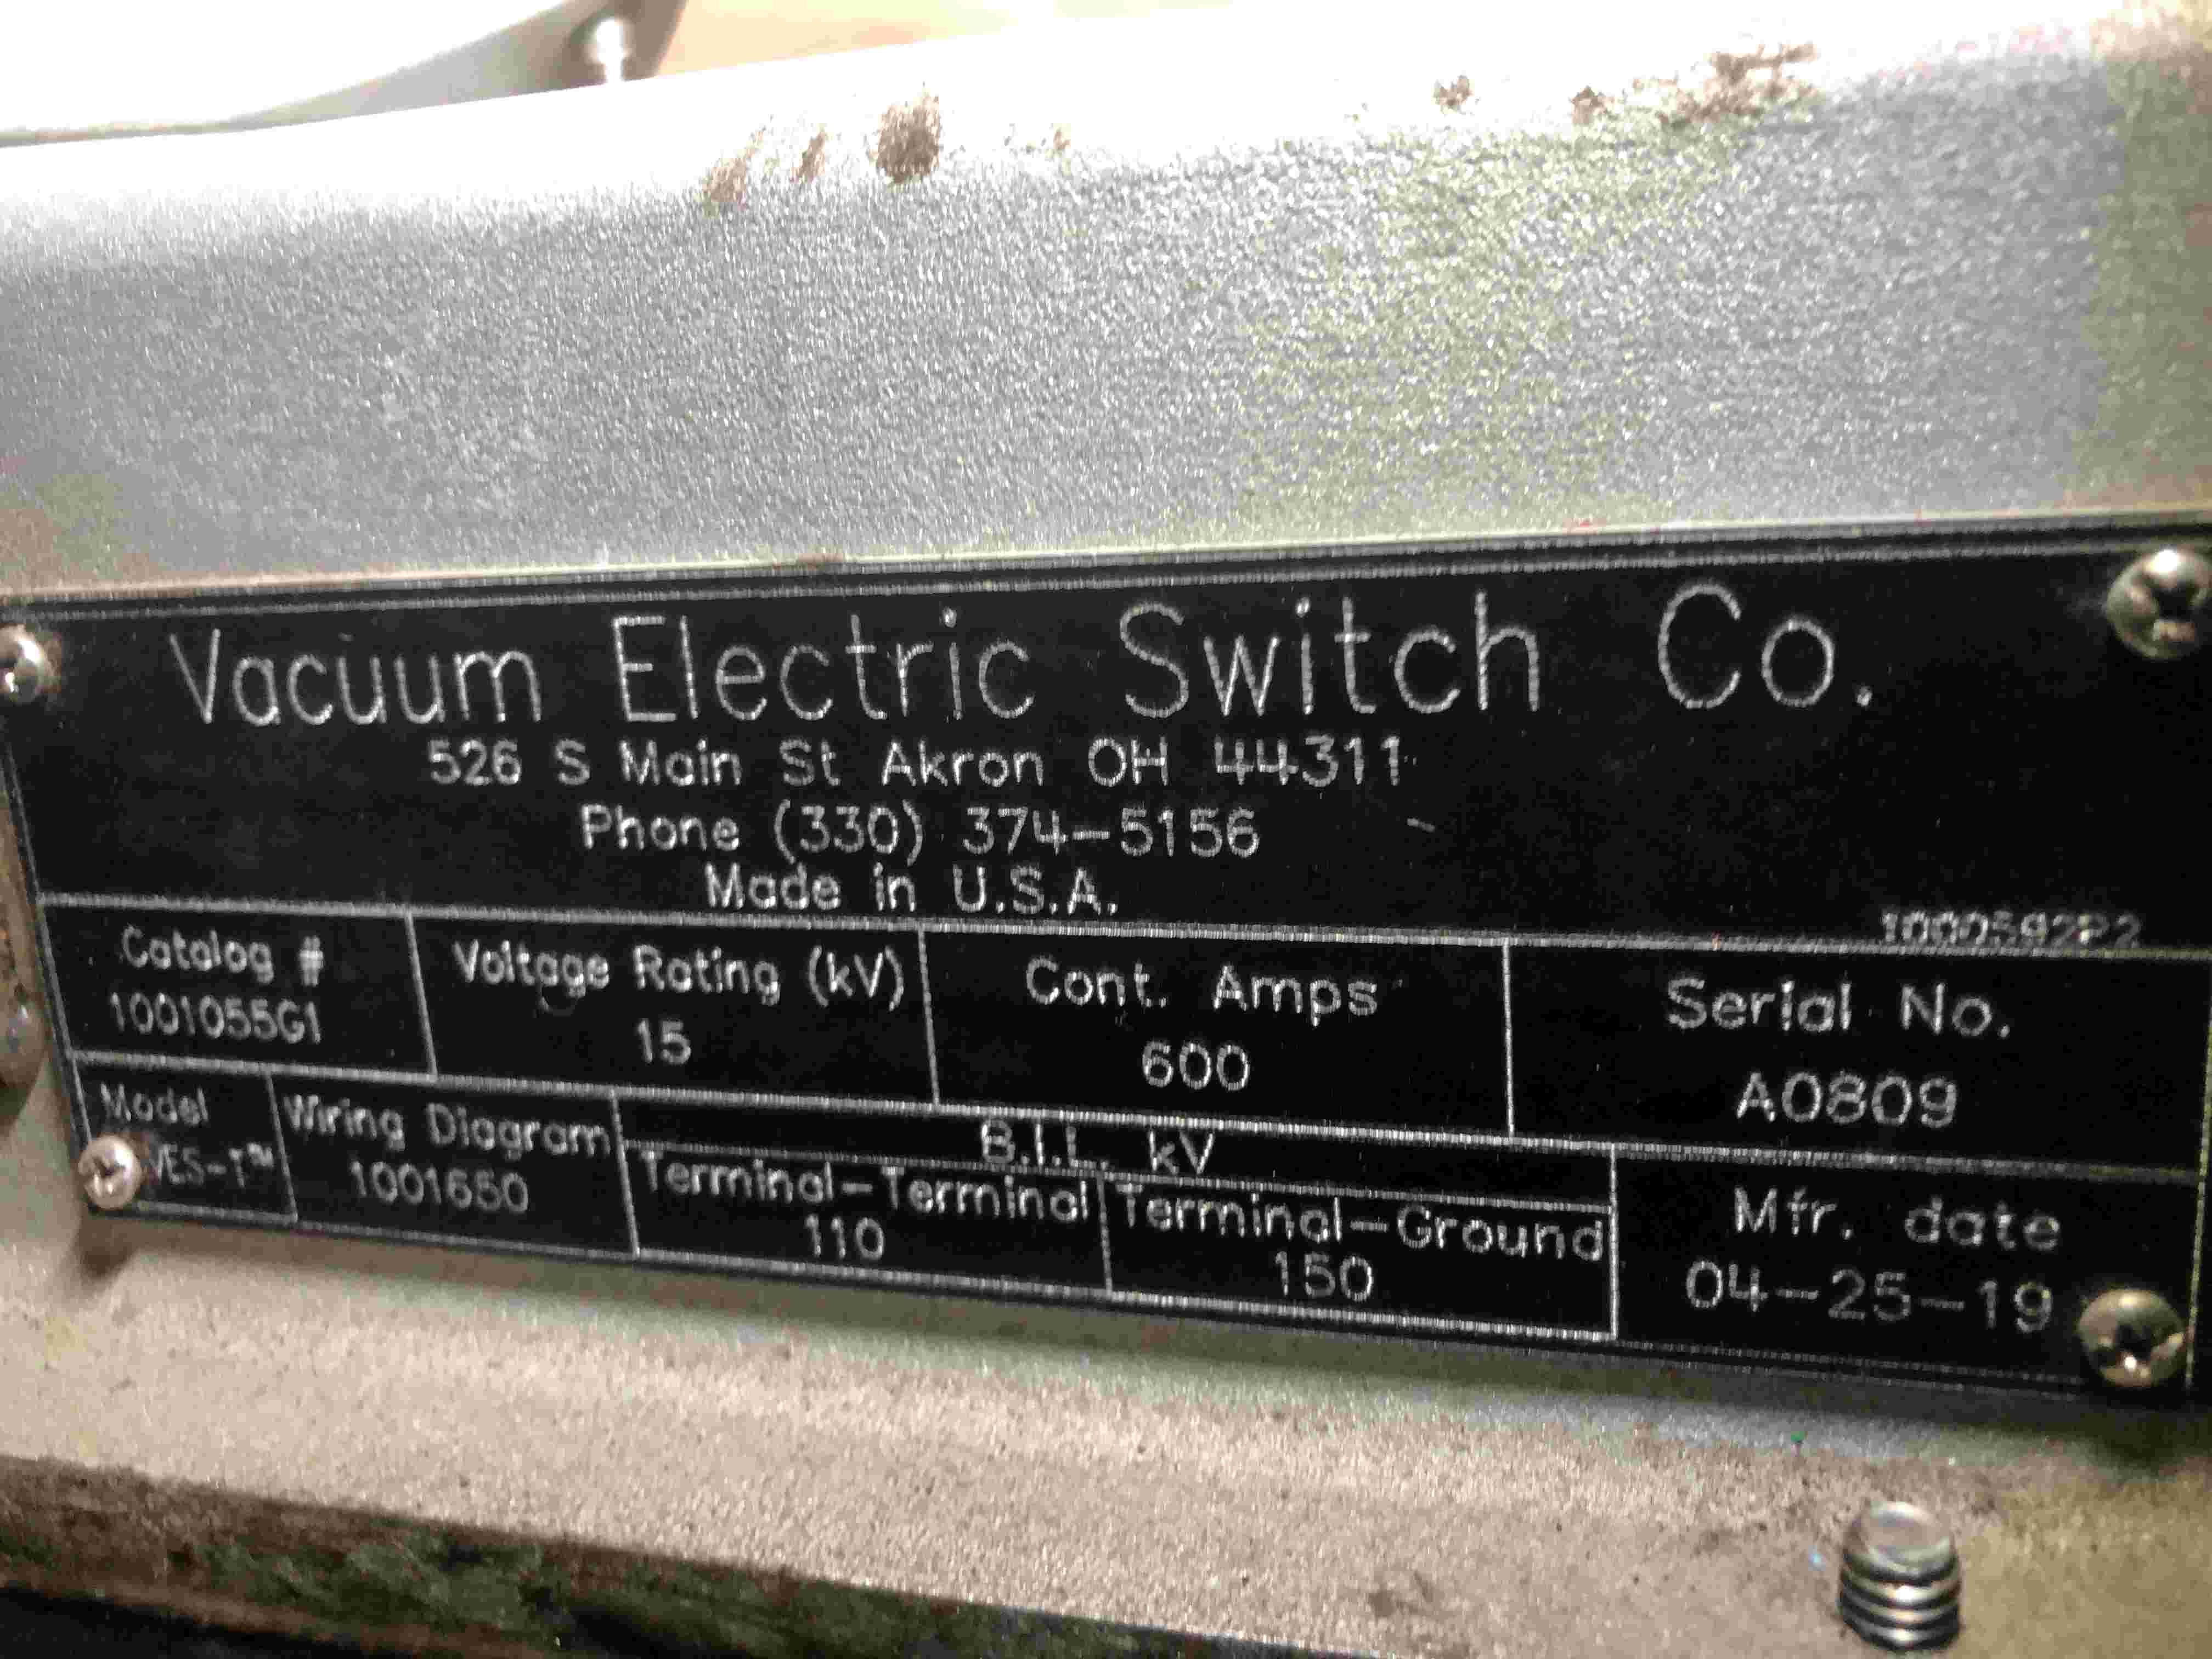 Vacuum Electric Switch Co.
526 S Main St Akron OH 44311
Phone (330) 374-5156
Made in U.S.A.
1000592P2
Catalog #
1001055G1
Voltage Rating (kV)
15
Cont. Amps
600
Serial No.
A0809
Model
VES-T™
Wiring Diagram
1001650
B.I.L. kV
Terminal-Terminal
110
Terminal-Ground
150
Mfr. date
04-25-19